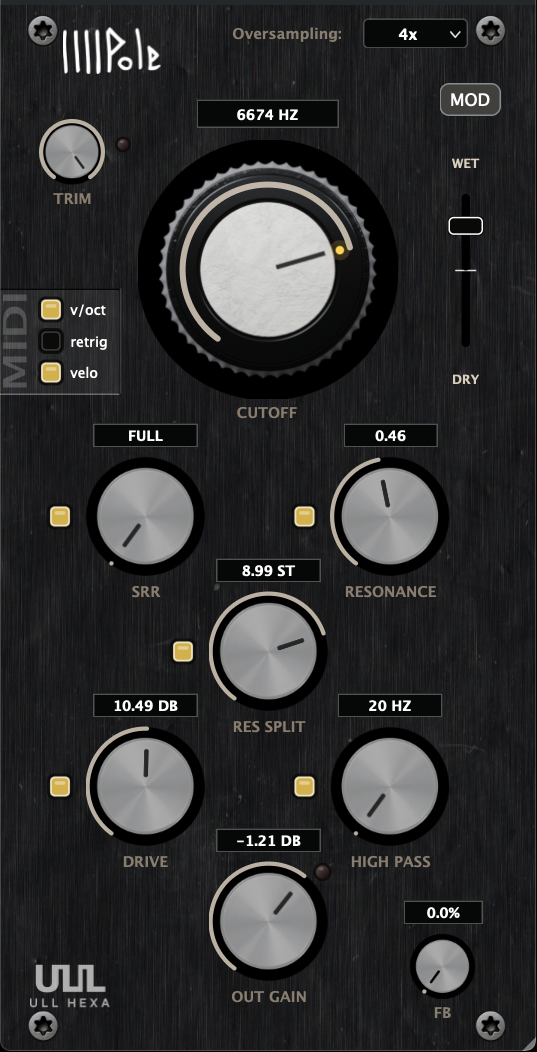 IIIIPole
Oversampling:
4x
MOD
6674 HZ
TRIM
WET
MIDI
v/oct
retrig
velo
DRY
CUTOFF
FULL
0.46
SRR
RESONANCE
8.99 ST
RES SPLIT
10.49 DB
20 HZ
DRIVE
HIGH PASS
-1.21 DB
OUT GAIN
0.0%
FB
ULL
ULL HEXA